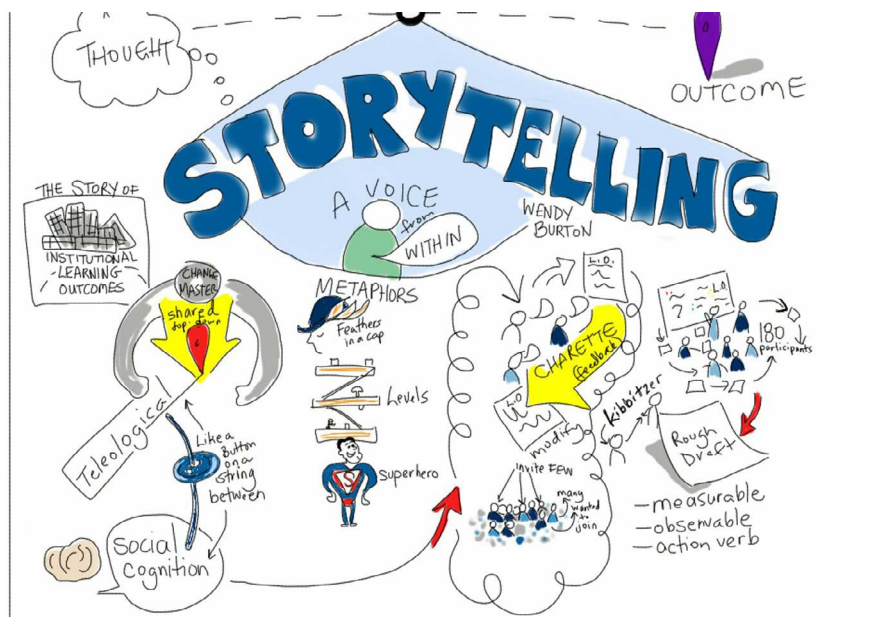 THOUGHT
OUTCOME
STORYTELLING
A VOICE
from
WITHIN
WENDY
BURTON
THE STORY OF
INSTITUTIONAL
LEARNING
OUTCOMES
CHANGE
MASTER
shared
top-down
Teleological
Like a
Button
on a
string
between
Social
cognition
METAPHORS
Feathers
in a cap
Levels
S
Superhero
L.O.
CHARETTE
(feedback)
L.O.
modify
Invite FEW
many
wanted
to
join
kibbitzer
L.O.
?
180
participants
Rough
Draft
—measurable
—observable
—action verb